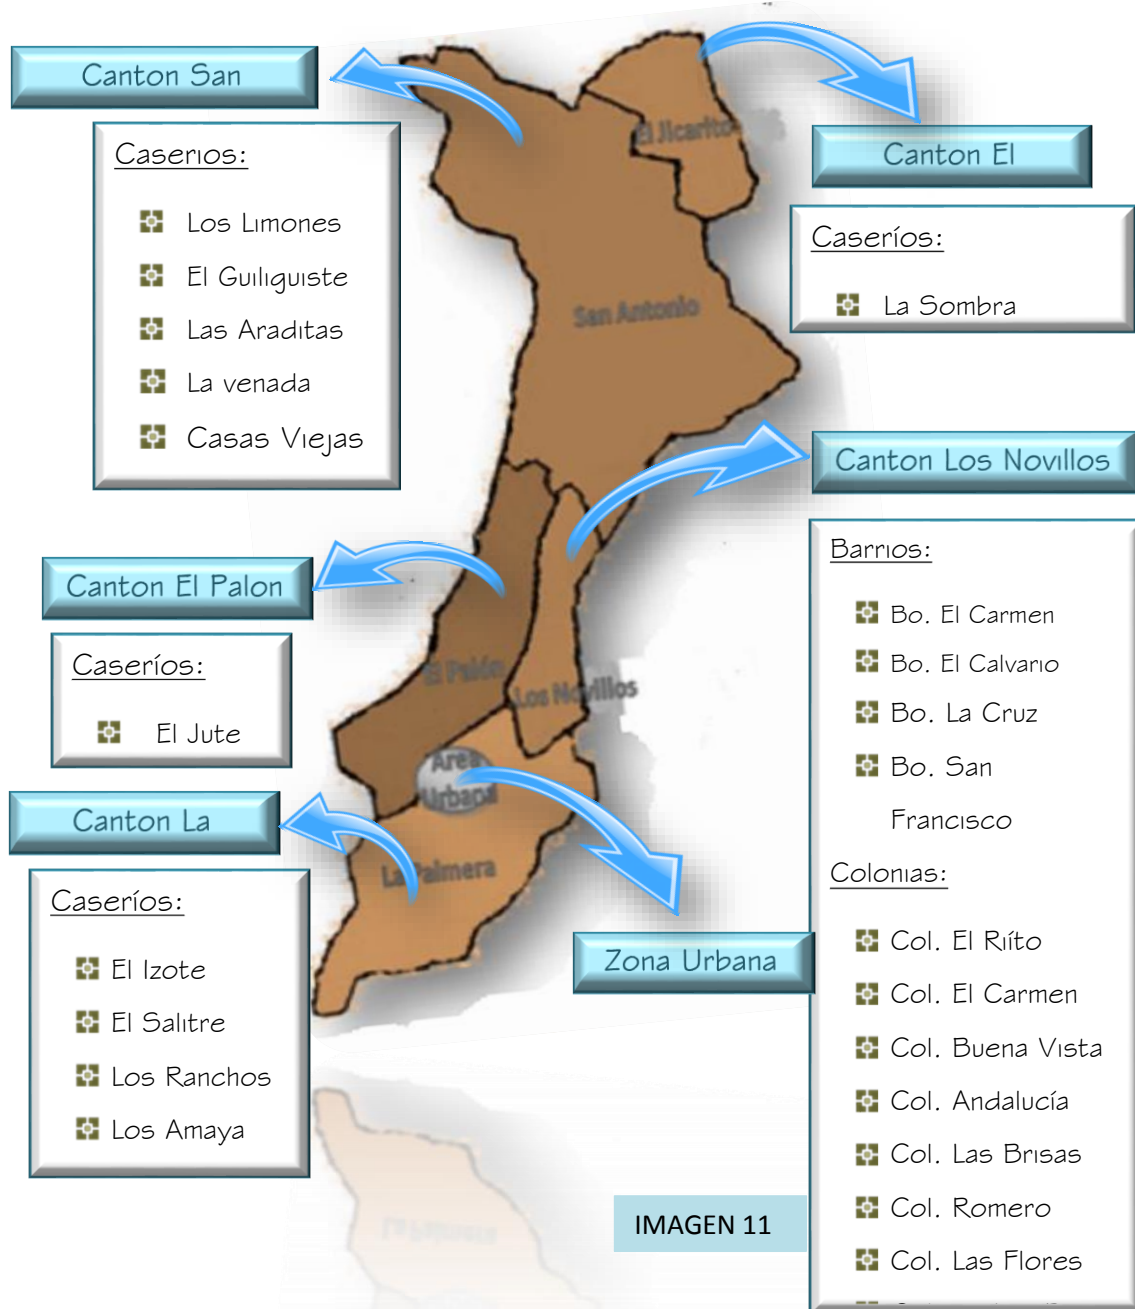 Canton San
Caserios:
Los Limones
El Guiliguiste
Las Araditas
La venada
Casas Viejas
El Jicarito
San Antonio
Canton El
Caseríos:
La Sombra
Canton Los Novillos
Canton El Palon
Caseríos:
El Jute
El Palón
Los Novillos
Area
Urbana
La Palmera
Canton La
Caseríos:
El Izote
El Salitre
Los Ranchos
Los Amaya
Zona Urbana
Barrios:
Bo. El Carmen
Bo. El Calvario
Bo. La Cruz
Bo. San
Francisco
Colonias:
Col. El Riíto
Col. El Carmen
Col. Buena Vista
Col. Andalucía
Col. Las Brisas
Col. Romero
Col. Las Flores
IMAGEN 11